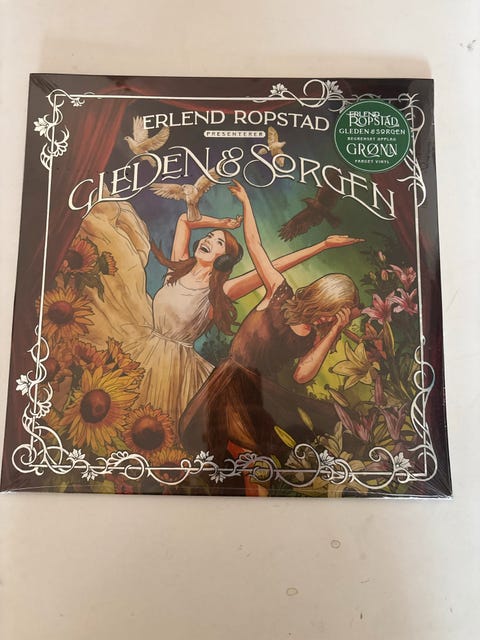 ERLEND ROPSTAD
PRESENTERER
GLEDEN & SORGEN
ERLEND
ROPSTAD
GLEDEN & SORGEN
BEGRENSET OPPLAG
GRØNN
FARGET VINYL